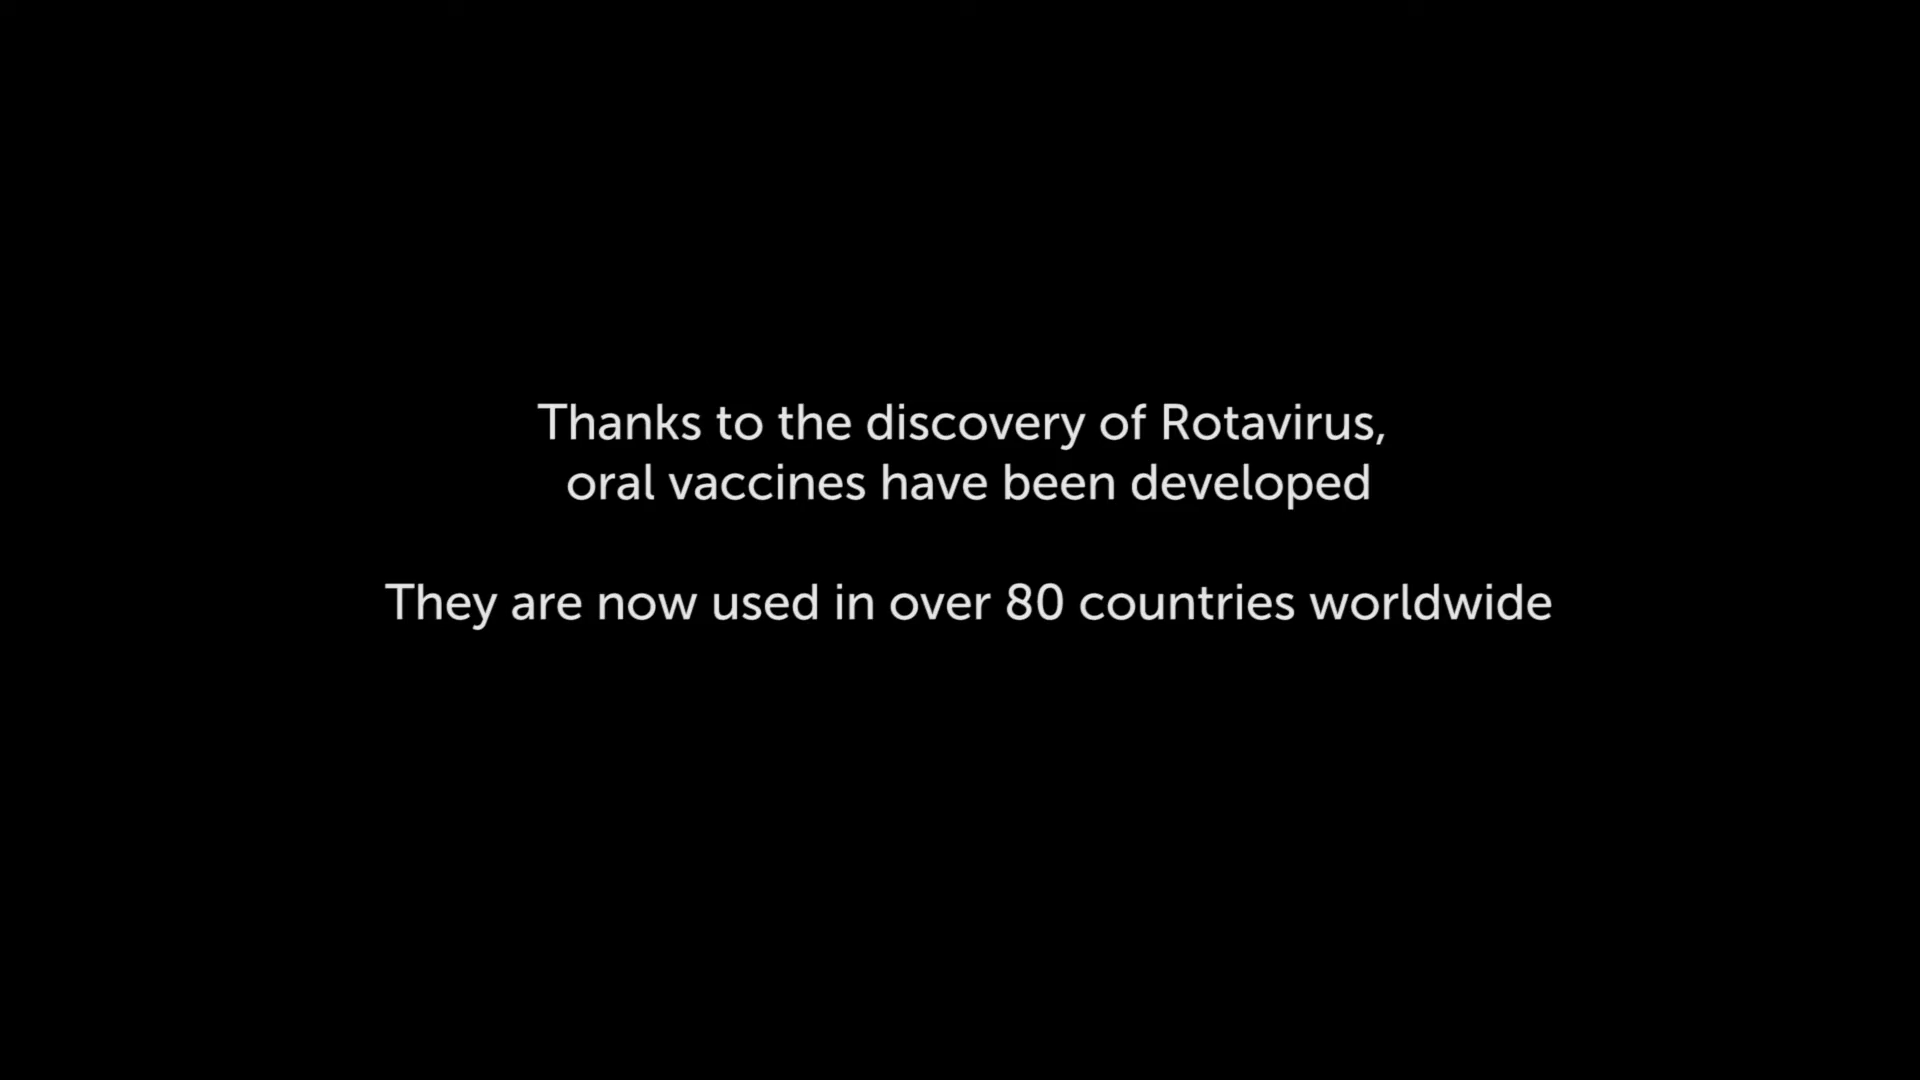 Thanks to the discovery of Rotavirus,
oral vaccines have been developed
They are now used in over 80 countries worldwide